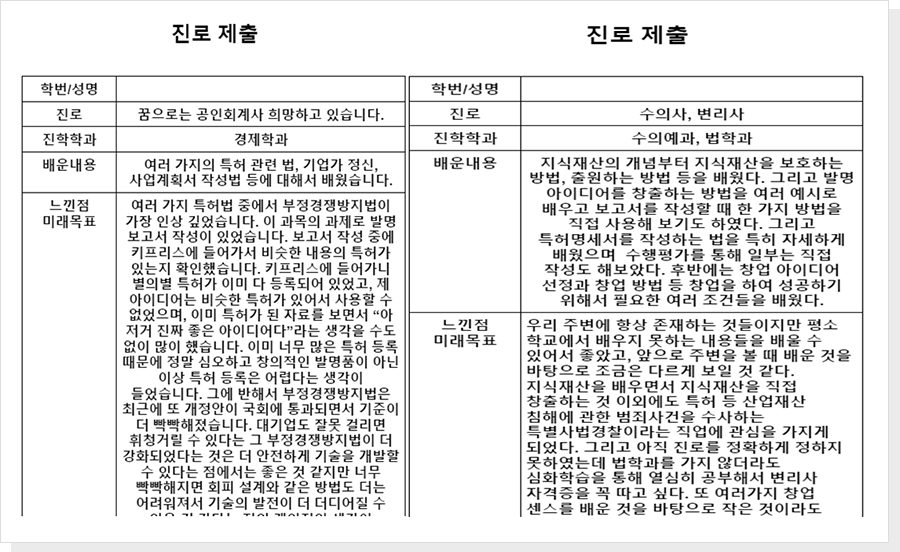 진로 제출
학번/성명
진로
꿈으로는 공인회계사 희망하고 있습니다.
진학학과
경제학과
배운내용
여러 가지의 특허 관련 법, 기업가 정신,
사업계획서 작성법 등에 대해서 배웠습니다.
느낀점
미래목표
여러 가지 특허법 중에서 부정경쟁방지법이
가장 인상 깊었습니다. 이 과목의 과제로 발명
보고서 작성이 있었습니다. 보고서 작성 중에
키프리스에 들어가서 비슷한 내용의 특허가
있는지 확인했습니다. 키프리스에 들어가니
별의별 특허가 이미 다 등록되어 있었고, 제
아이디어는 비슷한 특허가 있어서 사용할 수
없었으며, 이미 특허가 된 자료를 보면서 “아
저거 진짜 좋은 아이디어다”라는 생각을 수도
없이 많이 했습니다. 이미 너무 많은 특허 등록
때문에 정말 심오하고 창의적인 발명품이 아닌
이상 특허 등록은 어렵다는 생각이
들었습니다. 그에 반해서 부정경쟁방지법은
최근에 또 개정안이 국회에 통과되면서 기준이
더 빡빡해졌습니다. 대기업도 잘못 걸리면
휘청거릴 수 있다는 그 부정경쟁방지법이 더
강화되었다는 것은 더 안전하게 기술을 개발할
수 있다는 점에서는 좋은 것 같지만 너무
빡빡해지면 회피 설계와 같은 방법도 더는
어려워져서 기술의 발전이 더 더디어질 수
진로 제출
학번/성명
진로
수의사, 변리사
진학학과
수의예과, 법학과
배운내용
지식재산의 개념부터 지식재산을 보호하는
방법, 출원하는 방법 등을 배웠다. 그리고 발명
아이디어를 창출하는 방법을 여러 예시로
배우고 보고서를 작성할 때 한 가지 방법을
직접 사용해 보기도 하였다. 그리고
특허명세서를 작성하는 법을 특히 자세하게
배웠으며 수행평가를 통해 일부는 직접
작성도 해보았다. 후반에는 창업 아이디어
선정과 창업 방법 등 창업을 하여 성공하기
위해서 필요한 여러 조건들을 배웠다.
느낀점
미래목표
우리 주변에 항상 존재하는 것들이지만 평소
학교에서 배우지 못하는 내용들을 배울 수
있어서 좋았고, 앞으로 주변을 볼 때 배운 것을
바탕으로 조금은 다르게 보일 것 같다.
지식재산을 배우면서 지식재산을 직접
창출하는 것 이외에도 특허 등 산업재산
침해에 관한 범죄사건을 수사하는
특별사법경찰이라는 직업에 관심을 가지게
되었다. 그리고 아직 진로를 정확하게 정하지
못하였는데 법학과를 가지 않더라도
심화학습을 통해 열심히 공부해서 변리사
자격증을 꼭 따고 싶다. 또 여러가지 창업
센스를 배운 것을 바탕으로 작은 것이라도